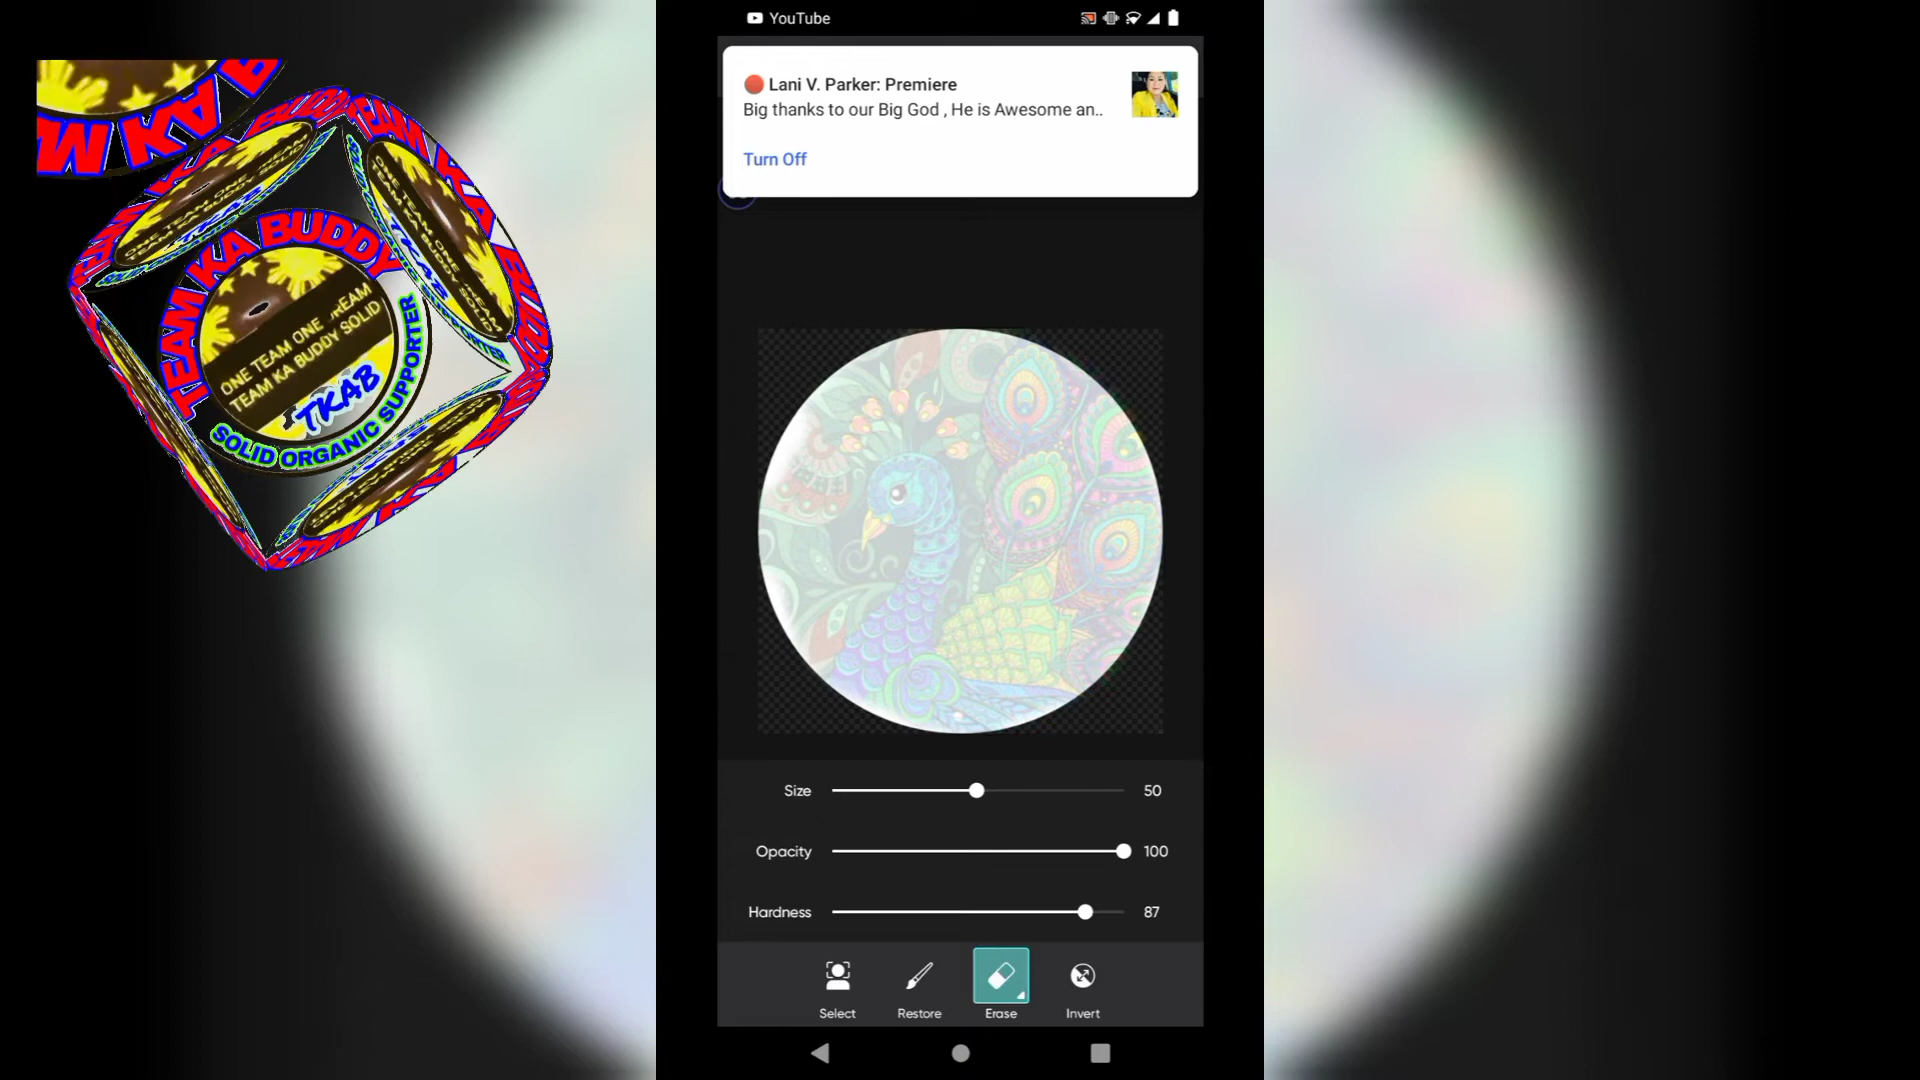 YouTube
🔴 Lani V. Parker: Premiere
Big thanks to our Big God , He is Awesome an..
Turn Off
TEAM KA BUDDY
ONE TEAM ONE DREAM
TEAM KA BUDDY SOLID
TKAB
SOLID ORGANIC SUPPORTER
Size 50
Opacity 100
Hardness 87
Select Restore Erase Invert